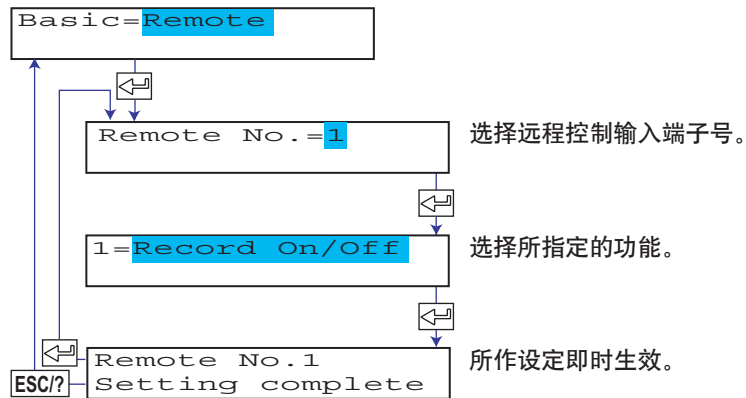 Basic=Remote
Remote No.=1
选择远程控制输入端子号。
1=Record On/Off
选择所指定的功能。
Remote No.1
所作设定即时生效。
ESC/?
Setting complete